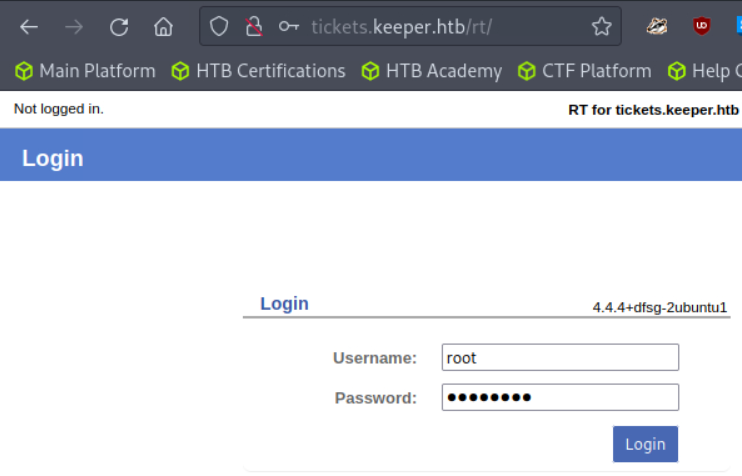 tickets.keeper.htb/rt/
Main Platform HTB Certifications HTB Academy CTF Platform Help
Not logged in. RT for tickets.keeper.htb
Login
Login 4.4.4+dfsg-2ubuntu1
Username: root
Password: ●●●●●●●●
Login